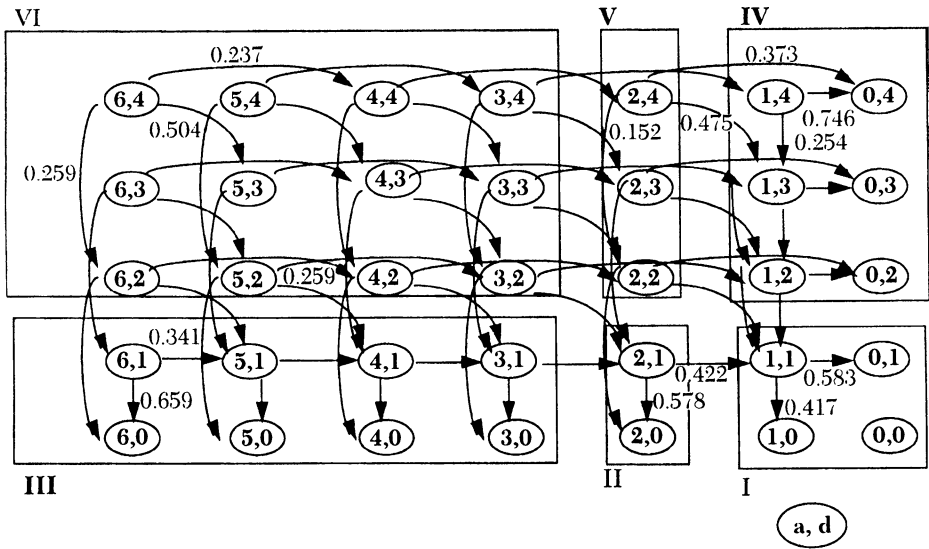 VI V IV
0.237 0.373
6,4 5,4 4,4 3,4 2,4 1,4 0,4
0.504 0.152 0.475 0.746
0.254
0.259
6,3 5,3 4,3 3,3 2,3 1,3 0,3
6,2 5,2 0.259 4,2 3,2 2,2 1,2 0,2
0.341
6,1 5,1 4,1 3,1 2,1 1,1 0,1
0.422 0.583
0.659 0.578 0.417
6,0 5,0 4,0 3,0 2,0 1,0 0,0
III II I
a, d